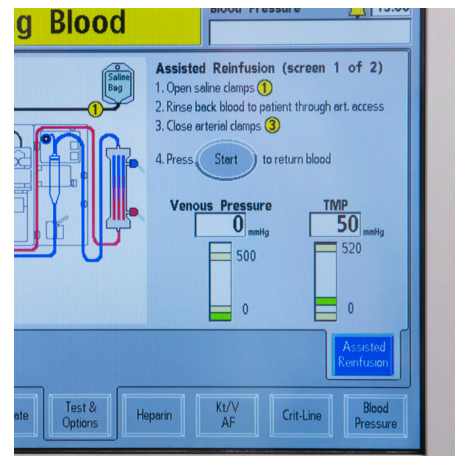 g Blood
Blood Pressure
Saline
Bag
1
Assisted Reinfusion (screen 1 of 2)
1. Open saline clamps 1
2. Rinse back blood to patient through art. access
3. Close arterial clamps 3
4. Press Start to return blood
Venous Pressure TMP
0 mmHg 50 mmHg
500 520
0 0
Assisted
Reinfusion
ate
Test &
Options
Heparin
Kt/V
AF
Crit-Line
Blood
Pressure